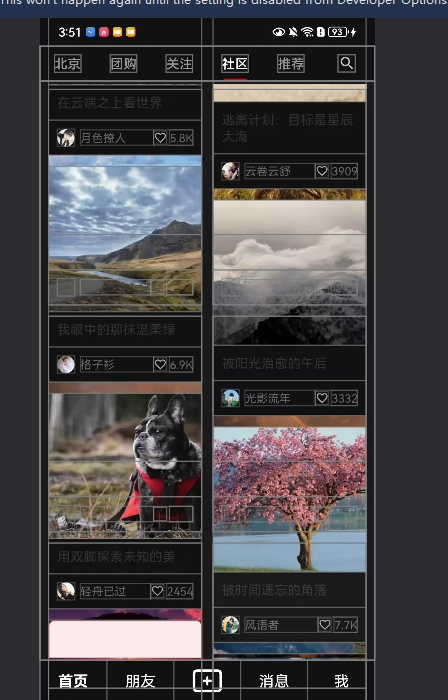 This won't happen again until the setting is disabled from Developer Options
3:51
93
北京 团购 关注 社区 推荐
在云端之上看世界
月色撩人 5.8K
逃离计划：目标是星辰
大海
云卷云舒 3909
我眼中的那抹温柔绿
格子衫 6.9K
被阳光治愈的午后
光影流年 3332
用双脚探索未知的美
轻舟已过 2454
被时间遗忘的角落
风语者 7.7K
首页 朋友 消息 我